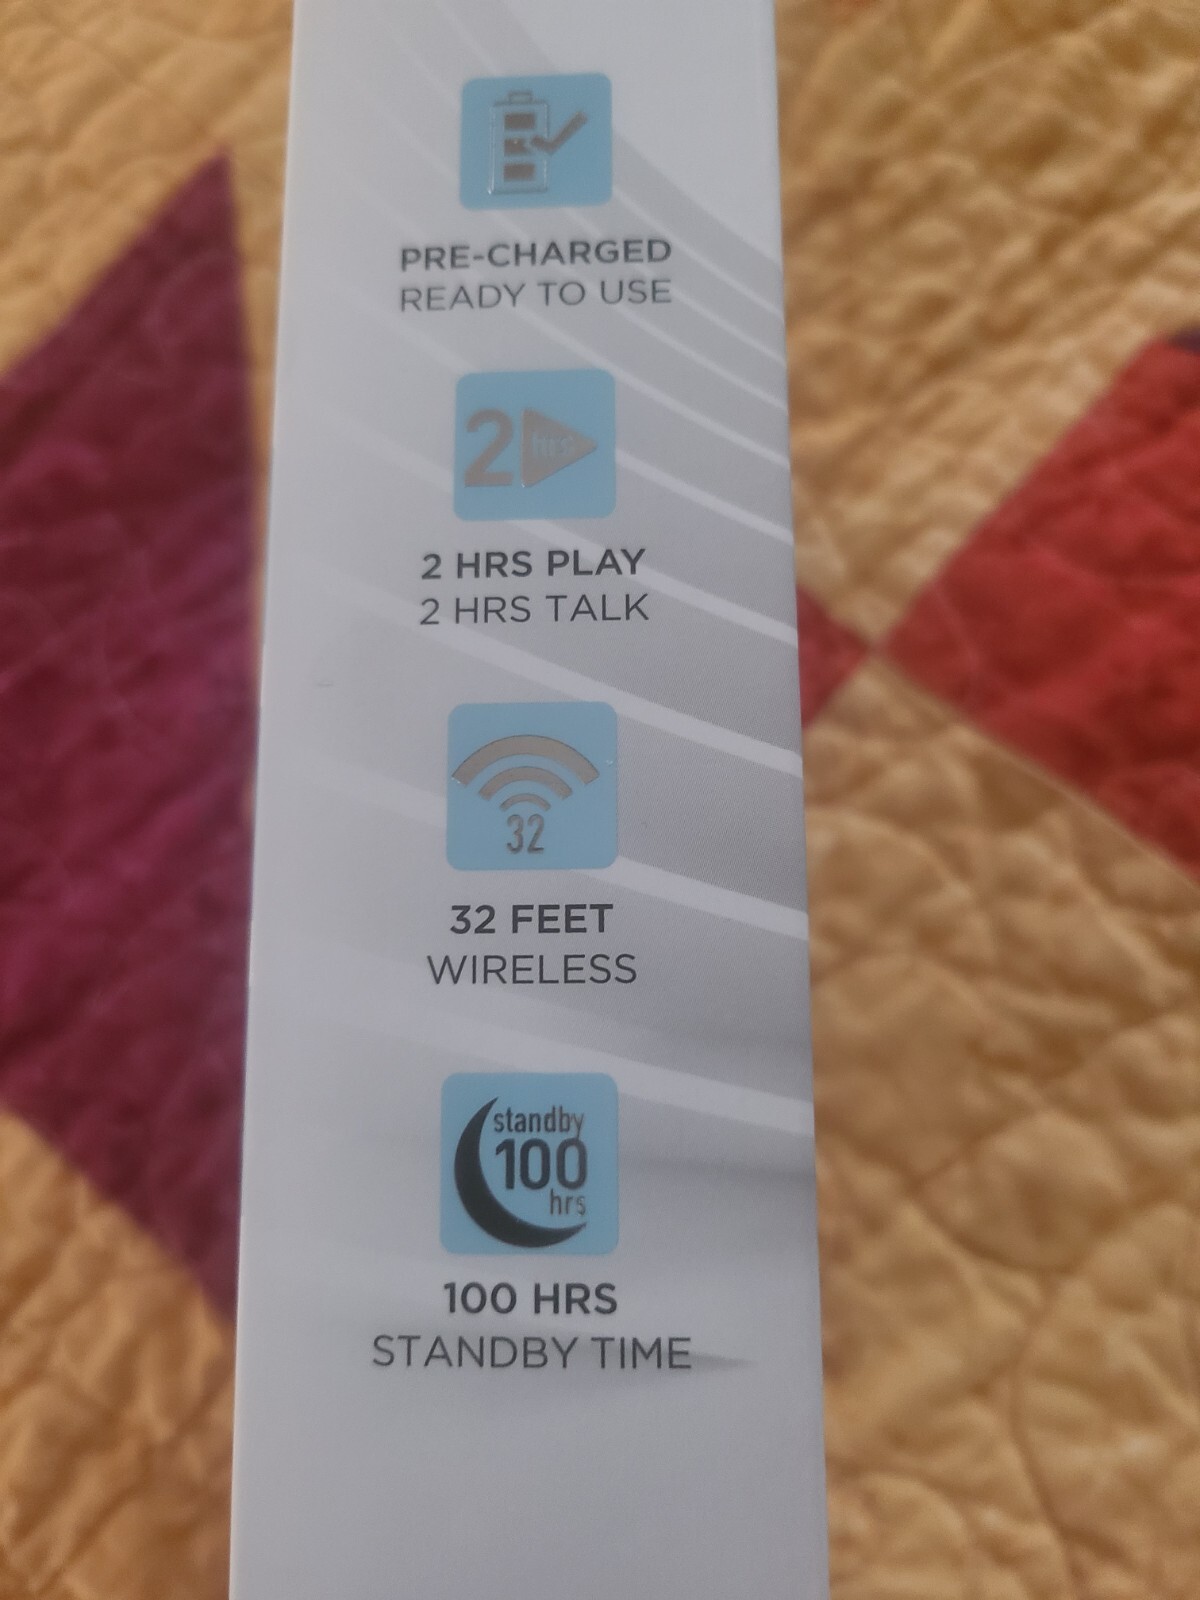 PRE-CHARGED
READY TO USE
2 hrs
2 HRS PLAY
2 HRS TALK
32
32 FEET
WIRELESS
standby
100
hrs
100 HRS
STANDBY TIME